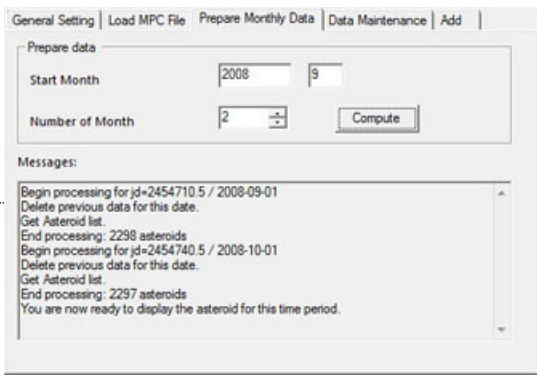 General Setting Load MPC File Prepare Monthly Data Data Maintenance Add
Prepare data
Start Month 2008 9
Number of Month 2 Compute
Messages:
Begin processing for jd=2454710.5 / 2008-09-01
Delete previous data for this date.
Get Asteroid list.
End processing: 2298 asteroids
Begin processing for jd=2454740.5 / 2008-10-01
Delete previous data for this date.
Get Asteroid list.
End processing: 2297 asteroids
You are now ready to display the asteroid for this time period.